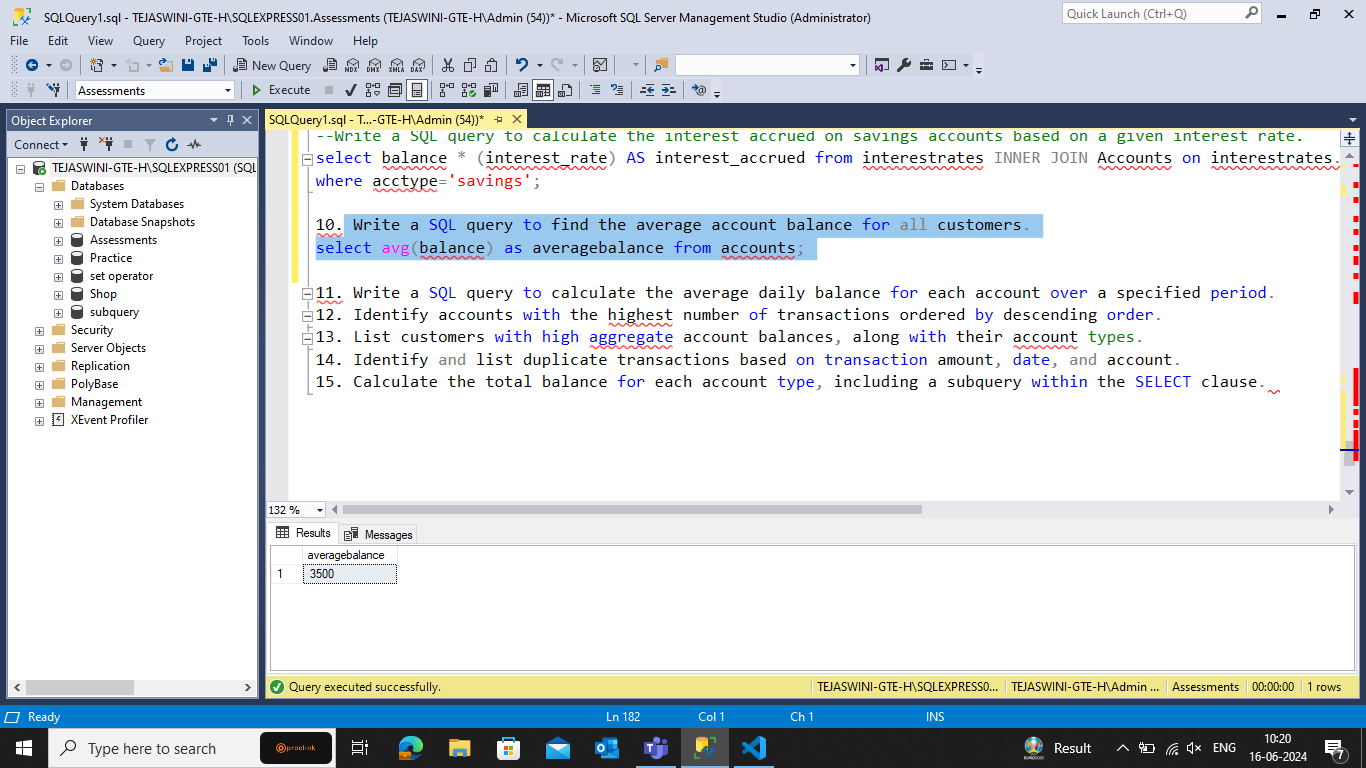 SQLQuery1.sql - TEJASWINI-GTE-H\SQLEXPRESS01.Assessments (TEJASWINI-GTE-H\Admin (54))* - Microsoft SQL Server Management Studio (Administrator)
Quick Launch (Ctrl+Q)
File Edit View Query Project Tools Window Help
New Query MDX DMX XMLA DAX
Assessments Execute
Object Explorer
SQLQuery1.sql - T...-GTE-H\Admin (54))*
Connect
TEJASWINI-GTE-H\SQLEXPRESS01 (SQL
Databases
System Databases
Database Snapshots
Assessments
Practice
set operator
Shop
subquery
Security
Server Objects
Replication
PolyBase
Management
XEvent Profiler
--Write a SQL query to calculate the interest accrued on savings accounts based on a given interest rate.
select balance * (interest_rate) AS interest_accrued from interestrates INNER JOIN Accounts on interestrates.
where acctype='savings';
10. Write a SQL query to find the average account balance for all customers.
select avg(balance) as averagebalance from accounts;
11. Write a SQL query to calculate the average daily balance for each account over a specified period.
12. Identify accounts with the highest number of transactions ordered by descending order.
13. List customers with high aggregate account balances, along with their account types.
14. Identify and list duplicate transactions based on transaction amount, date, and account.
15. Calculate the total balance for each account type, including a subquery within the SELECT clause.
132 %
Results Messages
averagebalance
1 3500
Query executed successfully.
TEJASWINI-GTE-H\SQLEXPRESS0... TEJASWINI-GTE-H\Admin ... Assessments 00:00:00 1 rows
Ready Ln 182 Col 1 Ch 1 INS
Type here to search
proclink
Result
ENG
10:20
16-06-2024
7